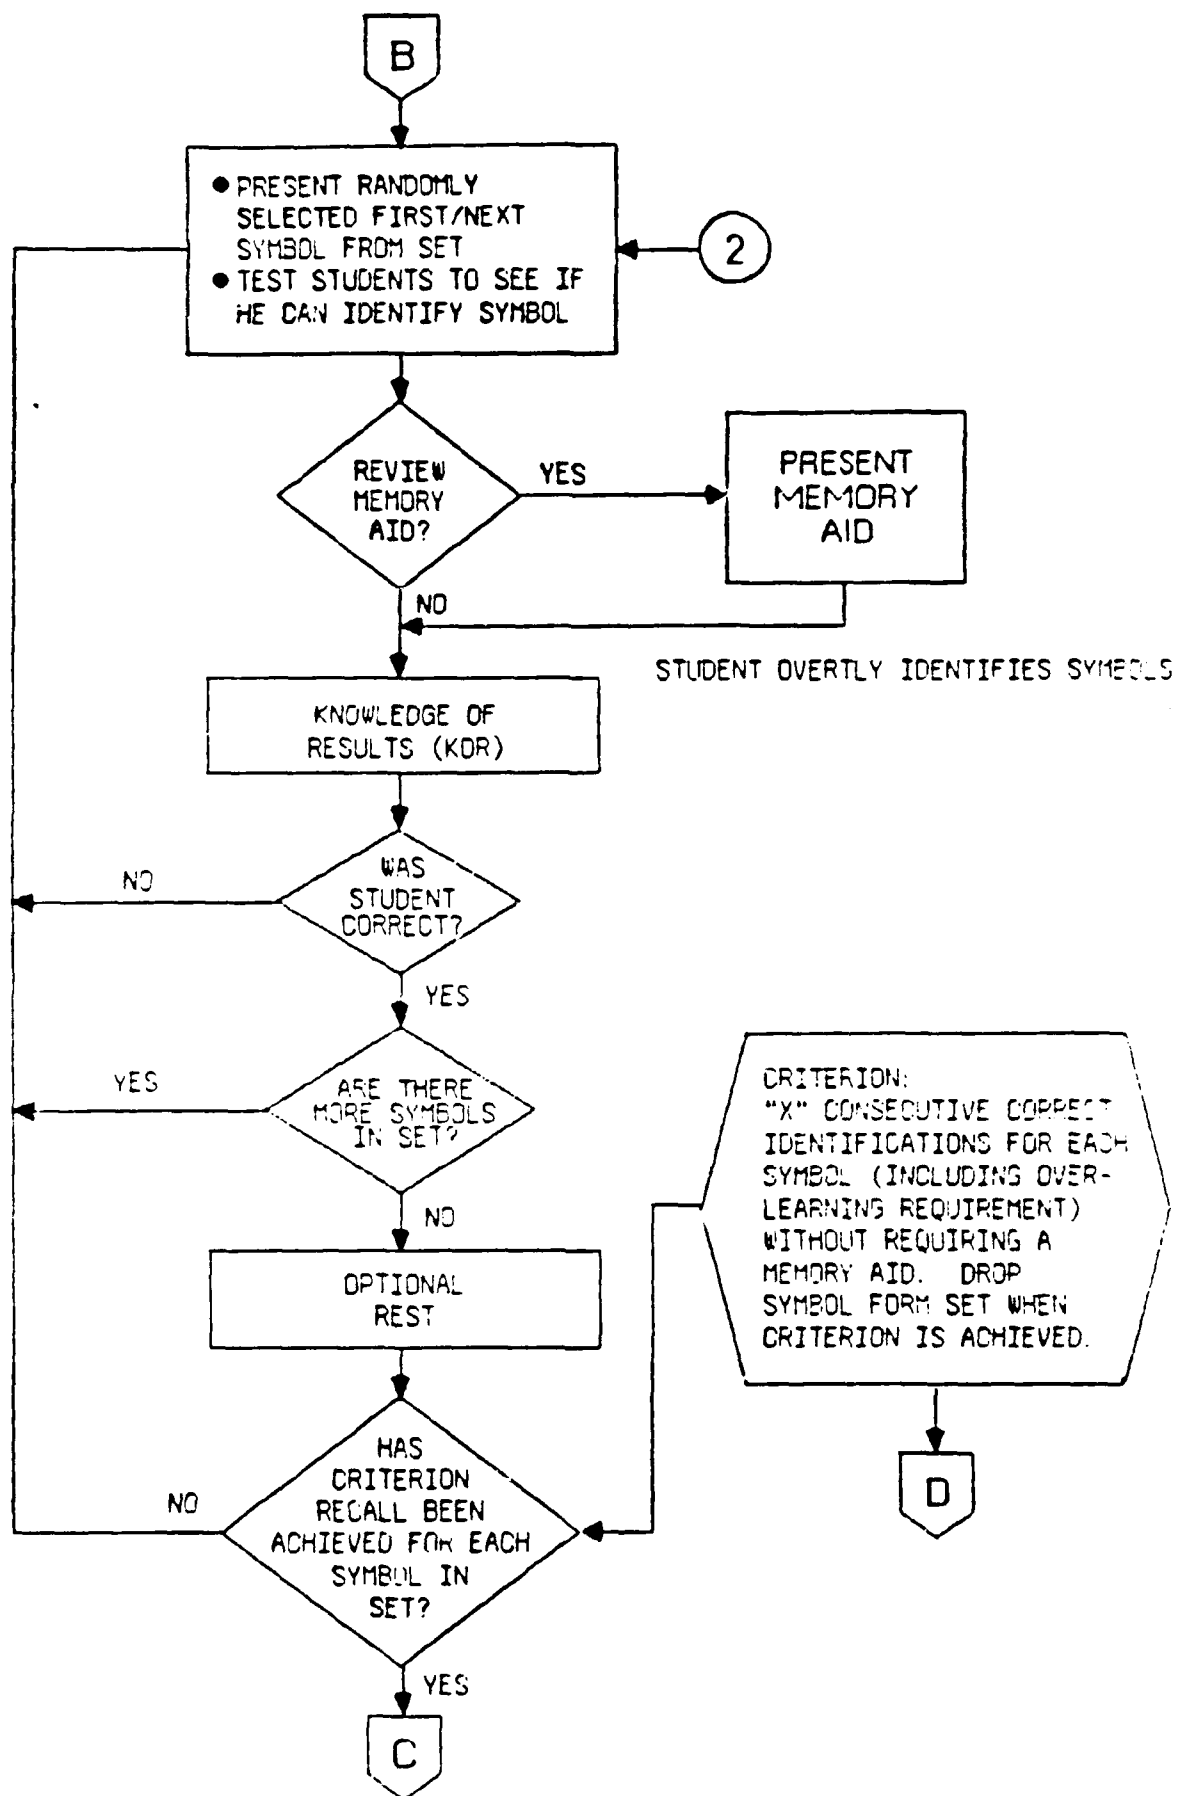 B
● PRESENT RANDOMLY
SELECTED FIRST/NEXT
SYMBOL FROM SET
● TEST STUDENTS TO SEE IF
HE CAN IDENTIFY SYMBOL
2
REVIEW
MEMORY
AID?
YES
PRESENT
MEMORY
AID
NO
STUDENT OVERTLY IDENTIFIES SYMBOLS
KNOWLEDGE OF
RESULTS (KOR)
WAS
STUDENT
CORRECT?
NO
YES
ARE THERE
MORE SYMBOLS
IN SET?
YES
NO
OPTIONAL
REST
CRITERION:
"X" CONSECUTIVE CORRECT
IDENTIFICATIONS FOR EACH
SYMBOL (INCLUDING OVER-
LEARNING REQUIREMENT)
WITHOUT REQUIRING A
MEMORY AID. DROP
SYMBOL FORM SET WHEN
CRITERION IS ACHIEVED.
HAS
CRITERION
RECALL BEEN
ACHIEVED FOR EACH
SYMBOL IN
SET?
NO
D
YES
C